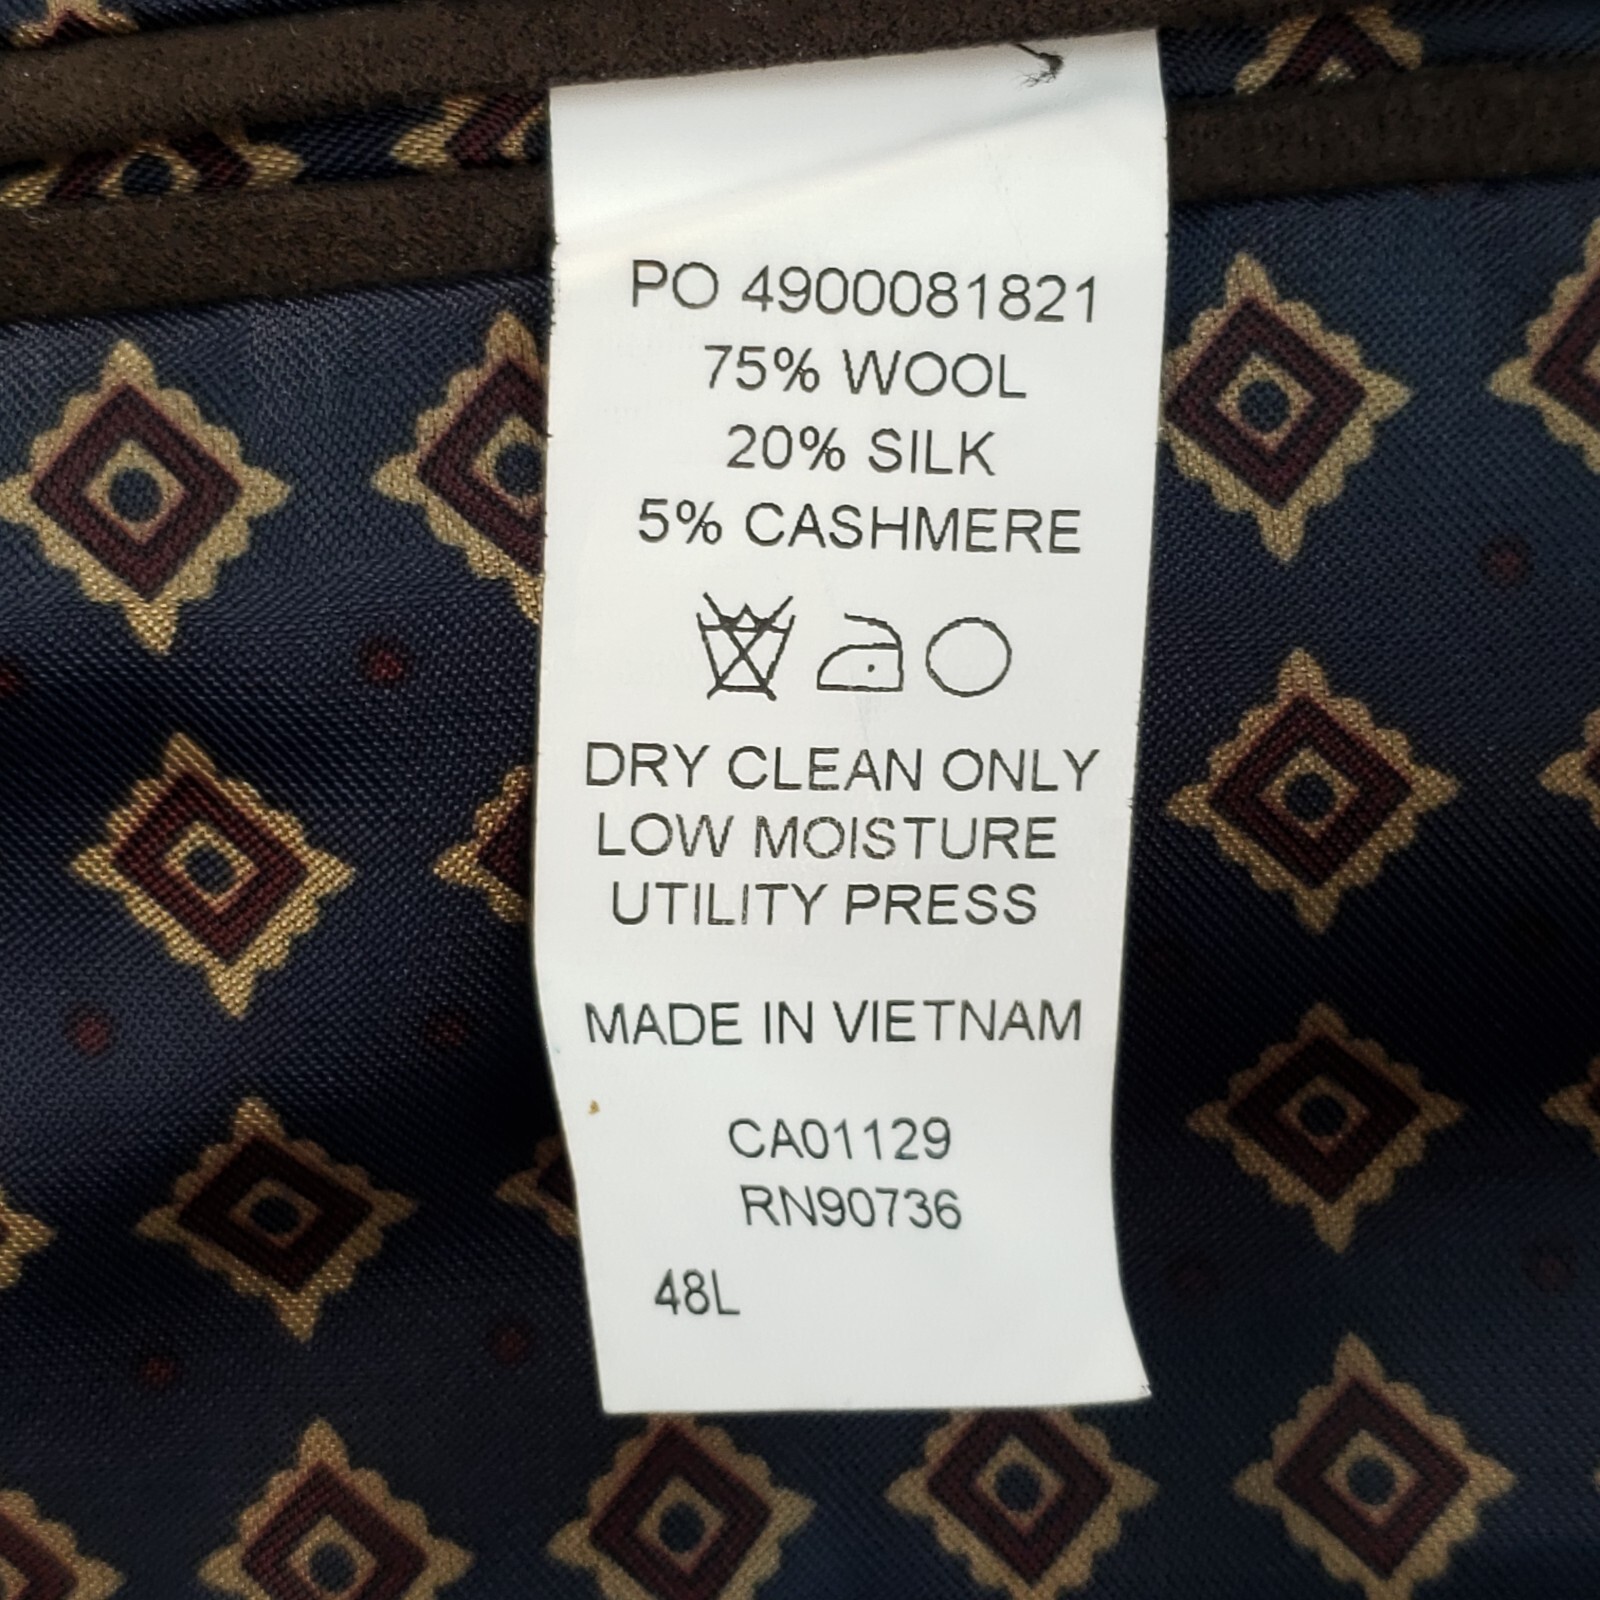 PO 4900081821
75% WOOL
20% SILK
5% CASHMERE
DRY CLEAN ONLY
LOW MOISTURE
UTILITY PRESS
MADE IN VIETNAM
CA01129
RN90736
48L